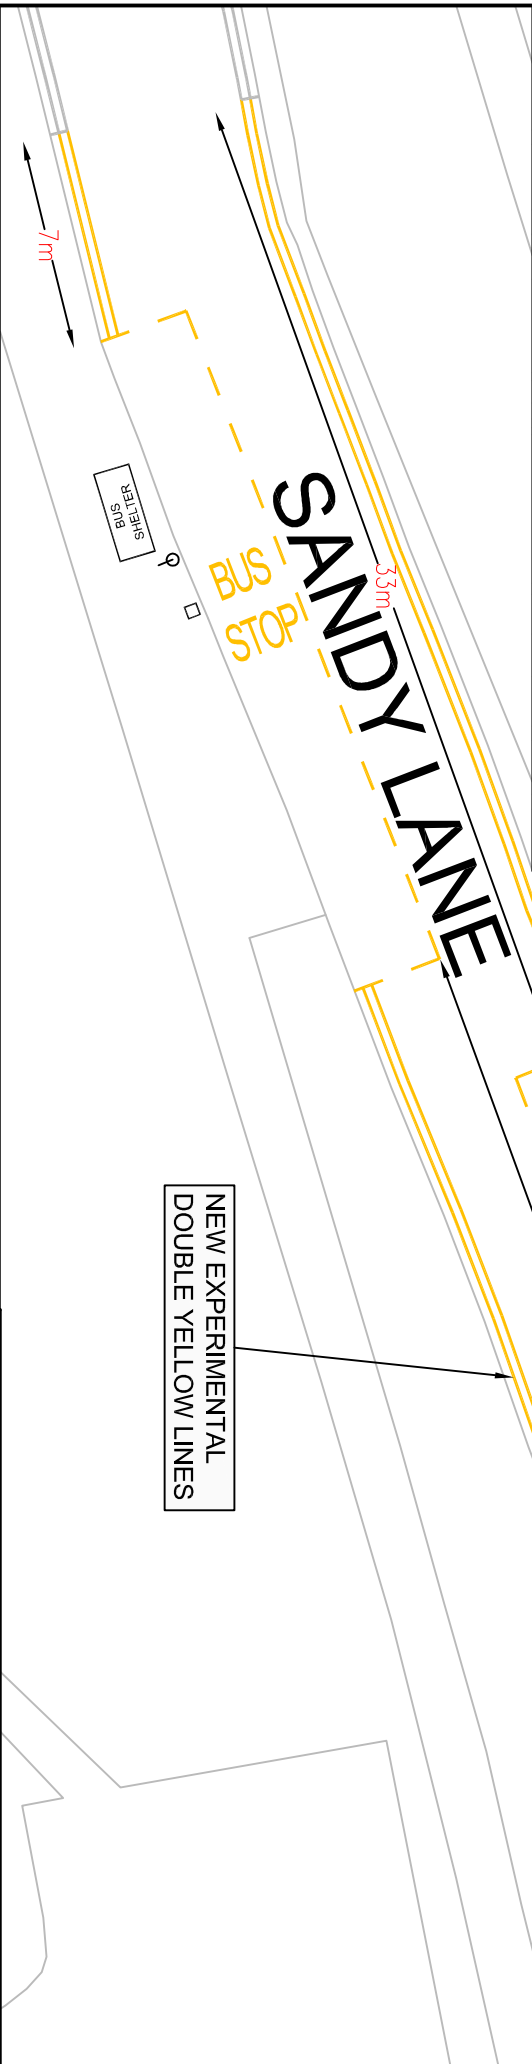 7m
33m
SANDY LANE
BUS
STOP
BUS
SHELTER
NEW EXPERIMENTAL
DOUBLE YELLOW LINES